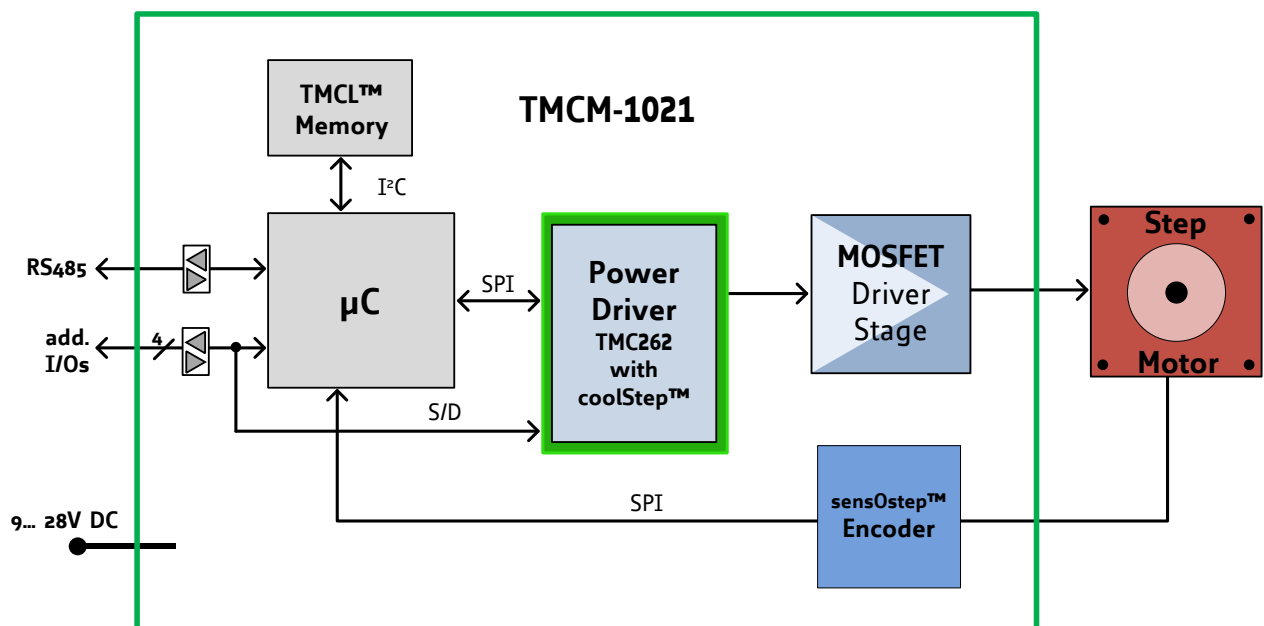 TMCL™
Memory
TMCM-1021
I²C
RS485
µC
SPI
Power
Driver
TMC262
with
coolStep™
MOSFET
Driver
Stage
Step
Motor
add.
I/Os
4
S/D
SPI
sensOstep™
Encoder
9... 28V DC